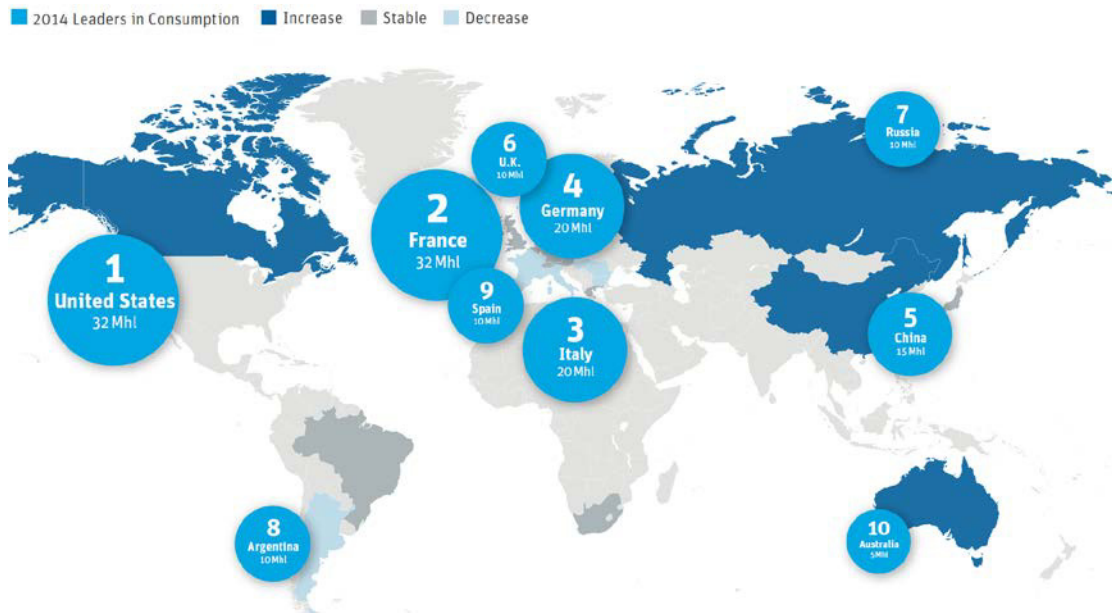 2014 Leaders in Consumption Increase Stable Decrease
1
United States
32 Mhl
2
France
32 Mhl
3
Italy
20 Mhl
4
Germany
20 Mhl
5
China
15 Mhl
6
U.K.
10 Mhl
7
Russia
10 Mhl
8
Argentina
10 Mhl
9
Spain
10 Mhl
10
Australia
5 Mhl